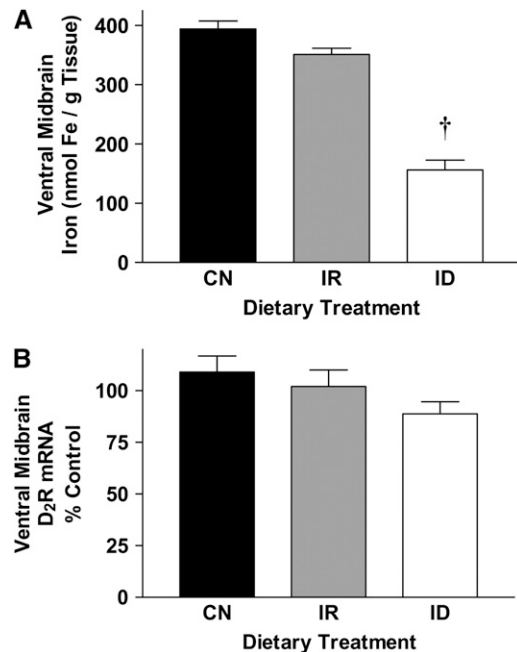 A
Ventral Midbrain
Iron (nmol Fe / g Tissue)
400
300
200
100
0
†
CN IR ID
Dietary Treatment
B
Ventral Midbrain
D₂R mRNA
% Control
100
75
50
25
0
CN IR ID
Dietary Treatment